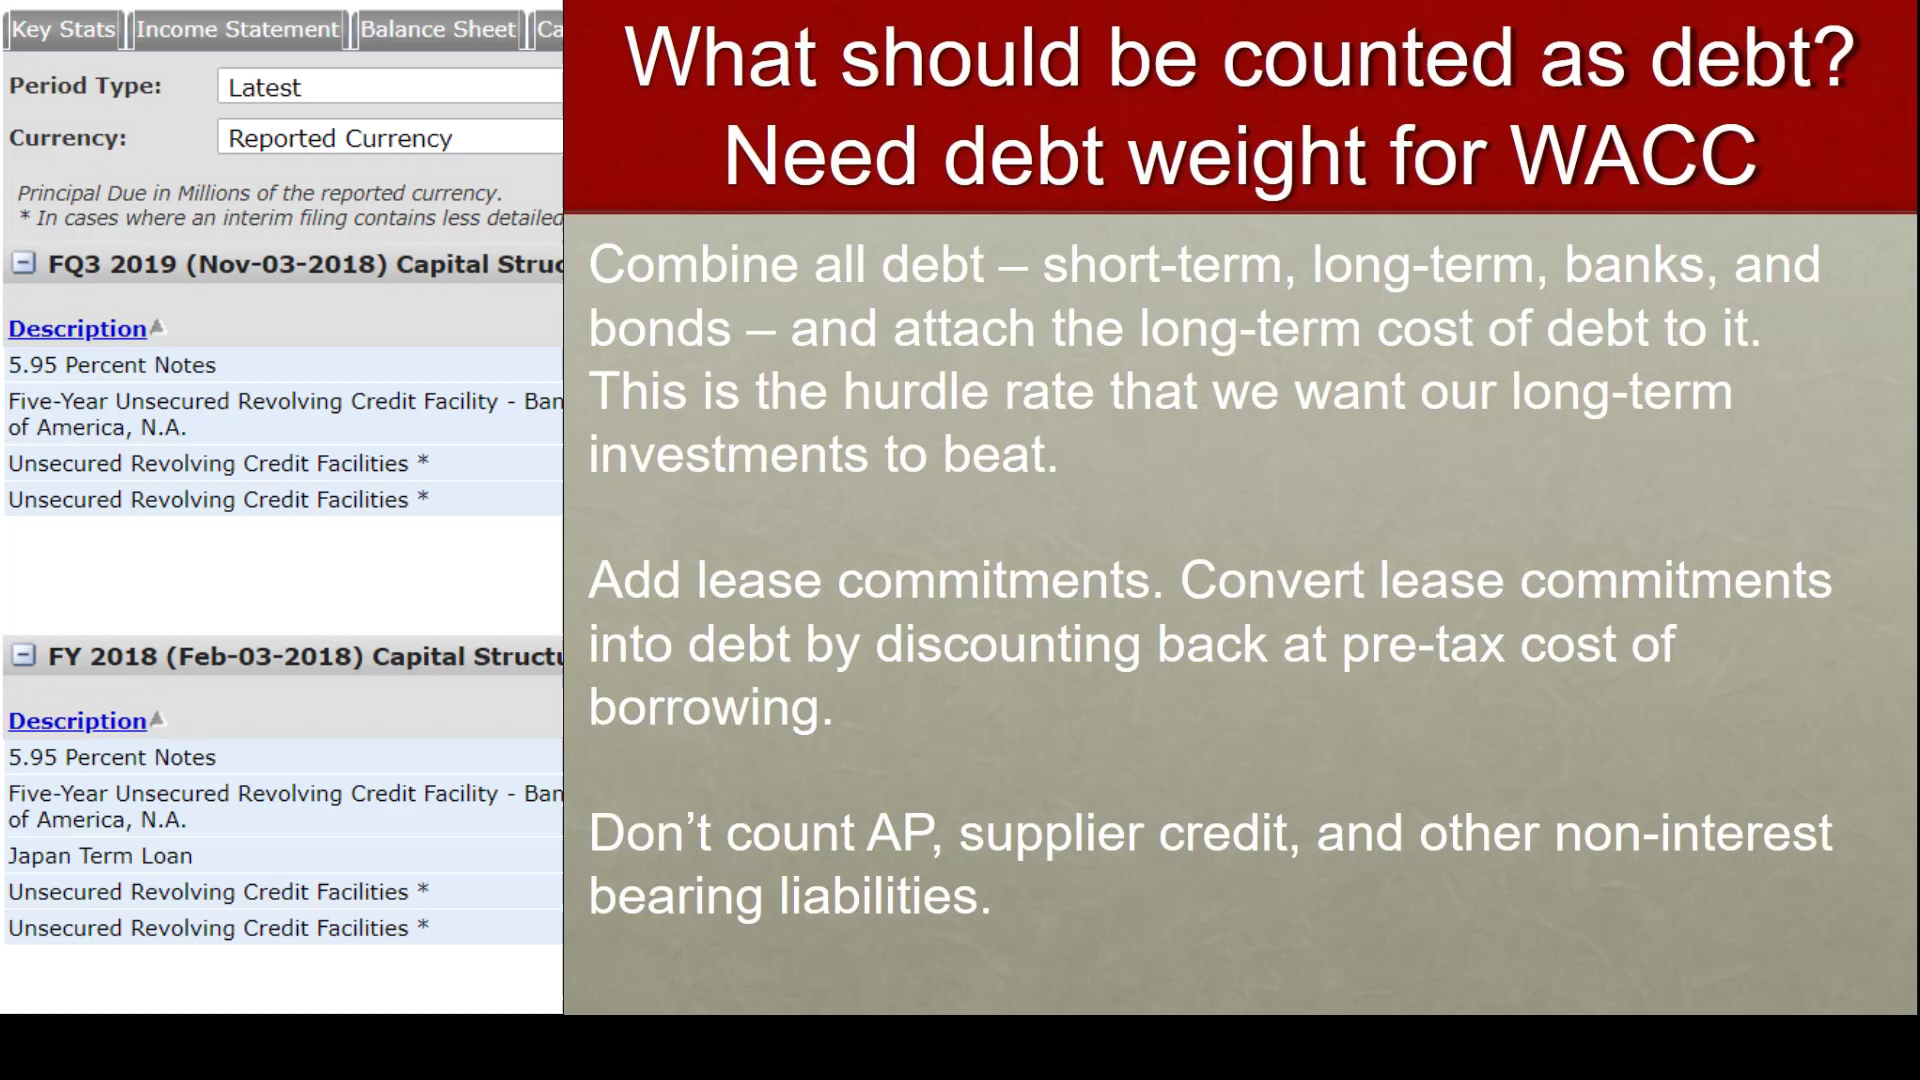 Key Stats Income Statement Balance Sheet Ca
Period Type: Latest
Currency: Reported Currency
Principal Due in Millions of the reported currency.
* In cases where an interim filing contains less detailed
FQ3 2019 (Nov-03-2018) Capital Struc
Description
5.95 Percent Notes
Five-Year Unsecured Revolving Credit Facility - Ban
of America, N.A.
Unsecured Revolving Credit Facilities *
Unsecured Revolving Credit Facilities *
FY 2018 (Feb-03-2018) Capital Structu
Description
5.95 Percent Notes
Five-Year Unsecured Revolving Credit Facility - Ban
of America, N.A.
Japan Term Loan
Unsecured Revolving Credit Facilities *
Unsecured Revolving Credit Facilities *
What should be counted as debt?
Need debt weight for WACC
Combine all debt – short-term, long-term, banks, and
bonds – and attach the long-term cost of debt to it.
This is the hurdle rate that we want our long-term
investments to beat.
Add lease commitments. Convert lease commitments
into debt by discounting back at pre-tax cost of
borrowing.
Don’t count AP, supplier credit, and other non-interest
bearing liabilities.